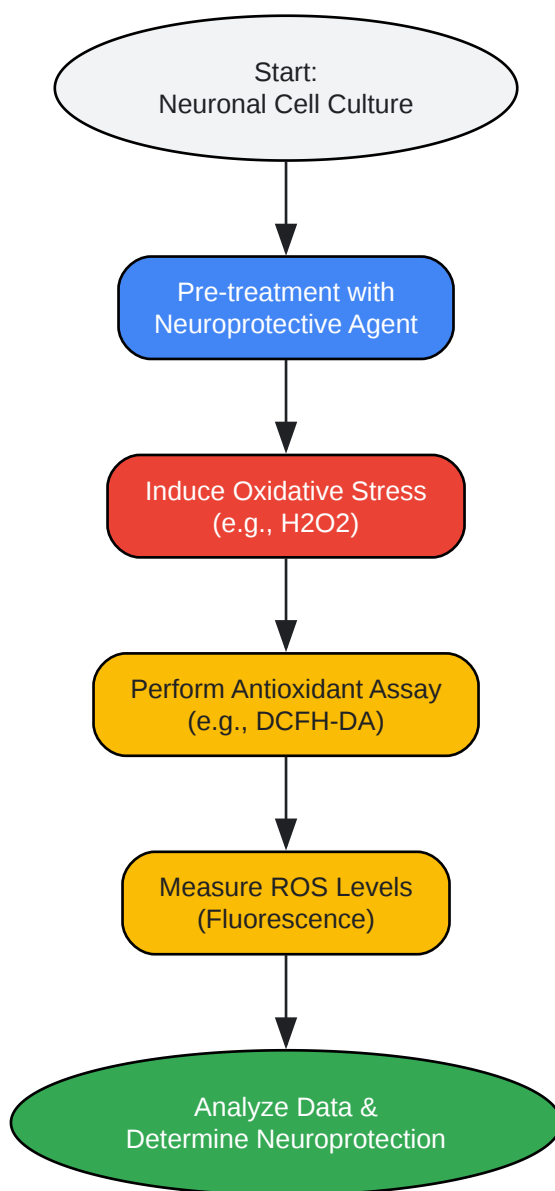 Start:
Neuronal Cell Culture
Pre-treatment with
Neuroprotective Agent
Induce Oxidative Stress
(e.g., H2O2)
Perform Antioxidant Assay
(e.g., DCFH-DA)
Measure ROS Levels
(Fluorescence)
Analyze Data &
Determine Neuroprotection